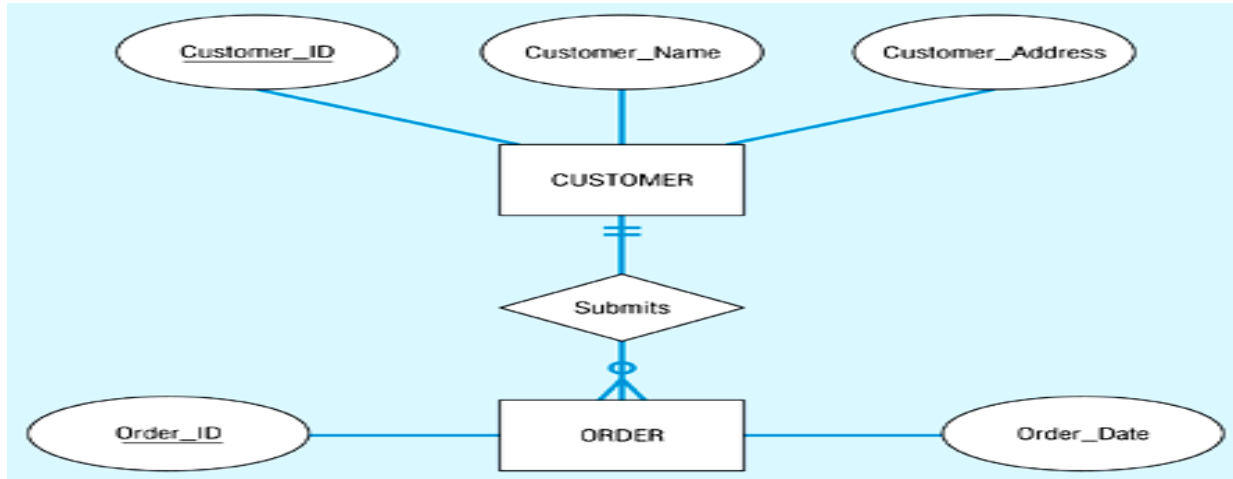 Customer_ID
Customer_Name
Customer_Address
CUSTOMER
Submits
Order_ID
ORDER
Order_Date